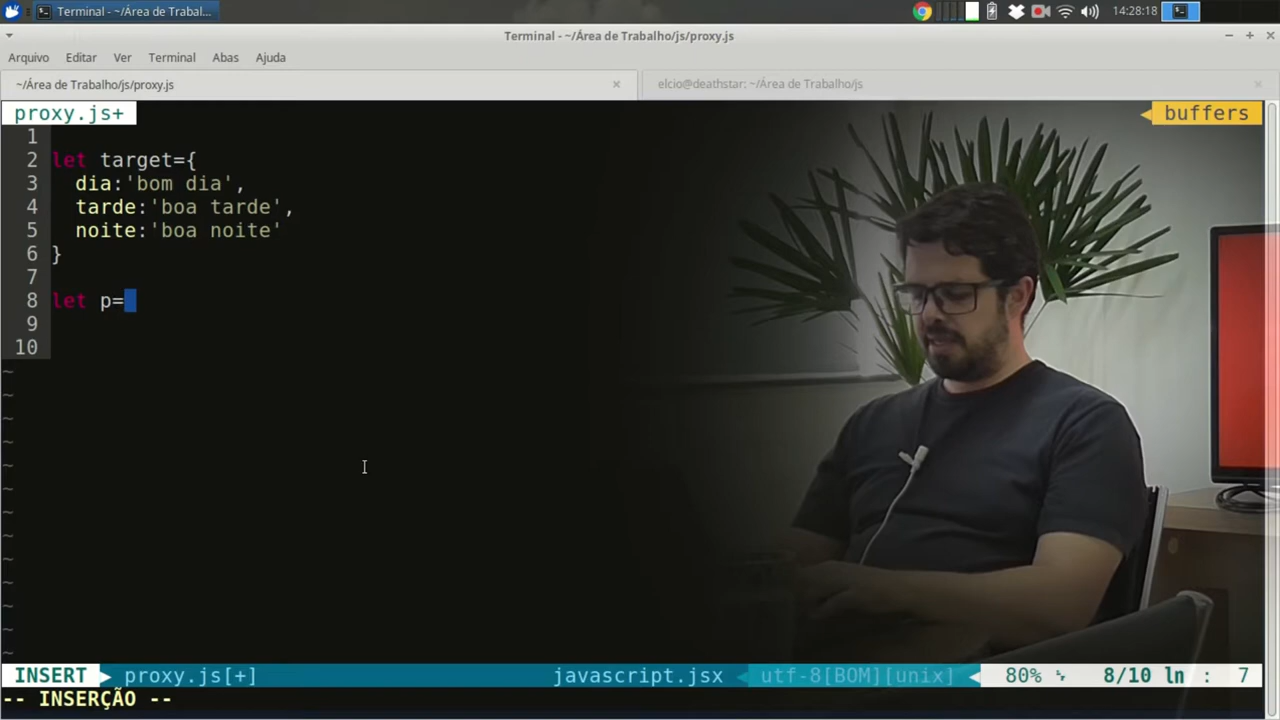 Terminal - ~/Área de Trabal...
14:28:18
Terminal - ~/Área de Trabalho/js/proxy.js
Arquivo Editar Ver Terminal Abas Ajuda
~/Área de Trabalho/js/proxy.js
elcio@deathstar: ~/Área de Trabalho/js
proxy.js+
buffers
1
2 let target={
3 dia:'bom dia',
4 tarde:'boa tarde',
5 noite:'boa noite'
6 }
7
8 let p=
9
10
~
~
~
~
~
~
~
~
~
~
~
~
~
INSERT proxy.js[+] javascript.jsx utf-8[BOM][unix] 80% 8/10 ln : 7
-- INSERÇÃO --